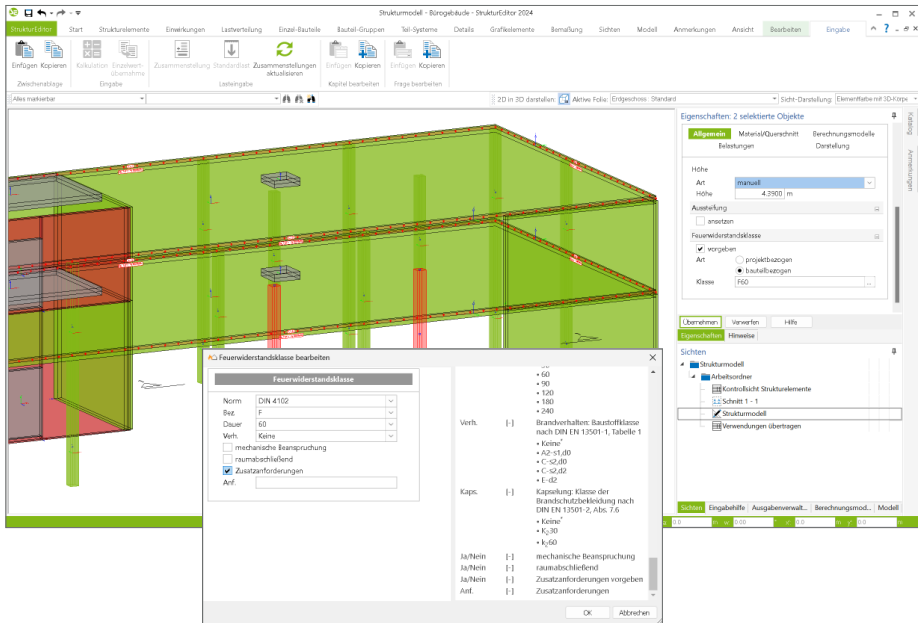 Strukturmodell - Bürogebäude - StrukturEditor 2024
StrukturEditor Start Strukturelemente Einwirkungen Lastverteilung Einzel-Bauteile Bauteil-Gruppen Teil-Systeme Details Grafikelemente Bemaßung Sichten Modell Anmerkungen Ansicht Bearbeiten Eingabe
Einfügen Kopieren Kalkulation Einzelwert-übernahme Zusammenstellung Standardlast Zusammenstellungen aktualisieren Einfügen Kopieren Einfügen Kopieren
Zwischenablage Eingabe Lasteingabe Kapitel bearbeiten Frage bearbeiten
Alles markierbar 2D in 3D darstellen: Aktive Folie: Erdgeschoss: Standard Sicht-Darstellung: Elementfarbe mit 3D-Körpe
Eigenschaften: 2 selektierte Objekte
Katalog
Anmerkungen
Allgemein Material/Querschnitt Berechnungsmodelle
Belastungen Darstellung
Höhe
Art manuell
Höhe 4.3900 m
Aussteifung
ansetzen
Feuerwiderstandsklasse
vorgeben
Art projektbezogen
bauteilbezogen
Klasse F60 ...
Übernehmen Verwerfen Hilfe
Eigenschaften Hinweise
Sichten
Strukturmodell
Arbeitsordner
Kontrollsicht Strukturelemente
Schnitt 1 - 1
Strukturmodell
Verwendungen übertragen
Sichten Eingabehilfe Ausgabenverwalt... Berechnungsmod... Modell
Feuerwiderstandsklasse bearbeiten
Feuerwiderstandsklasse
Norm DIN 4102
Bez. F
Dauer 60
Verh. Keine
mechanische Beanspruchung
raumabschließend
Zusatzanforderungen
Anf.
• 60
• 90
• 120
• 180
• 240
Verh. [-] Brandverhalten: Baustoffklasse
nach DIN EN 13501-1, Tabelle 1
• Keine*
• A2-s1,d0
• C-s2,d0
• C-s2,d2
• E-d2
Kaps. [-] Kapselung: Klasse der
Brandschutzbekleidung nach
DIN EN 13501-2, Abs. 7.6
• Keine*
• K₂30
• k₂60
Ja/Nein [-] mechanische Beanspruchung
Ja/Nein [-] raumabschließend
Ja/Nein [-] Zusatzanforderungen vorgeben
Anf. [-] Zusatzanforderungen
OK Abbrechen